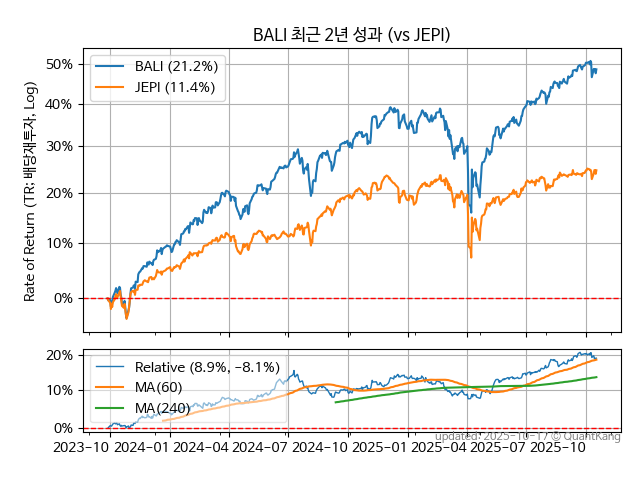 BALI 최근 2년 성과 (vs JEPI)
BALI (21.2%)
JEPI (11.4%)
Rate of Return (TR: 배당재투자, Log)
50%
40%
30%
20%
10%
0%
Relative (8.9%, −8.1%)
MA(60)
MA(240)
20%
10%
0%
2023-10 2024-01 2024-04 2024-07 2024-10 2025-01 2025-04 2025-07 2025-10
updated: 2025-10-17 © QuantKang